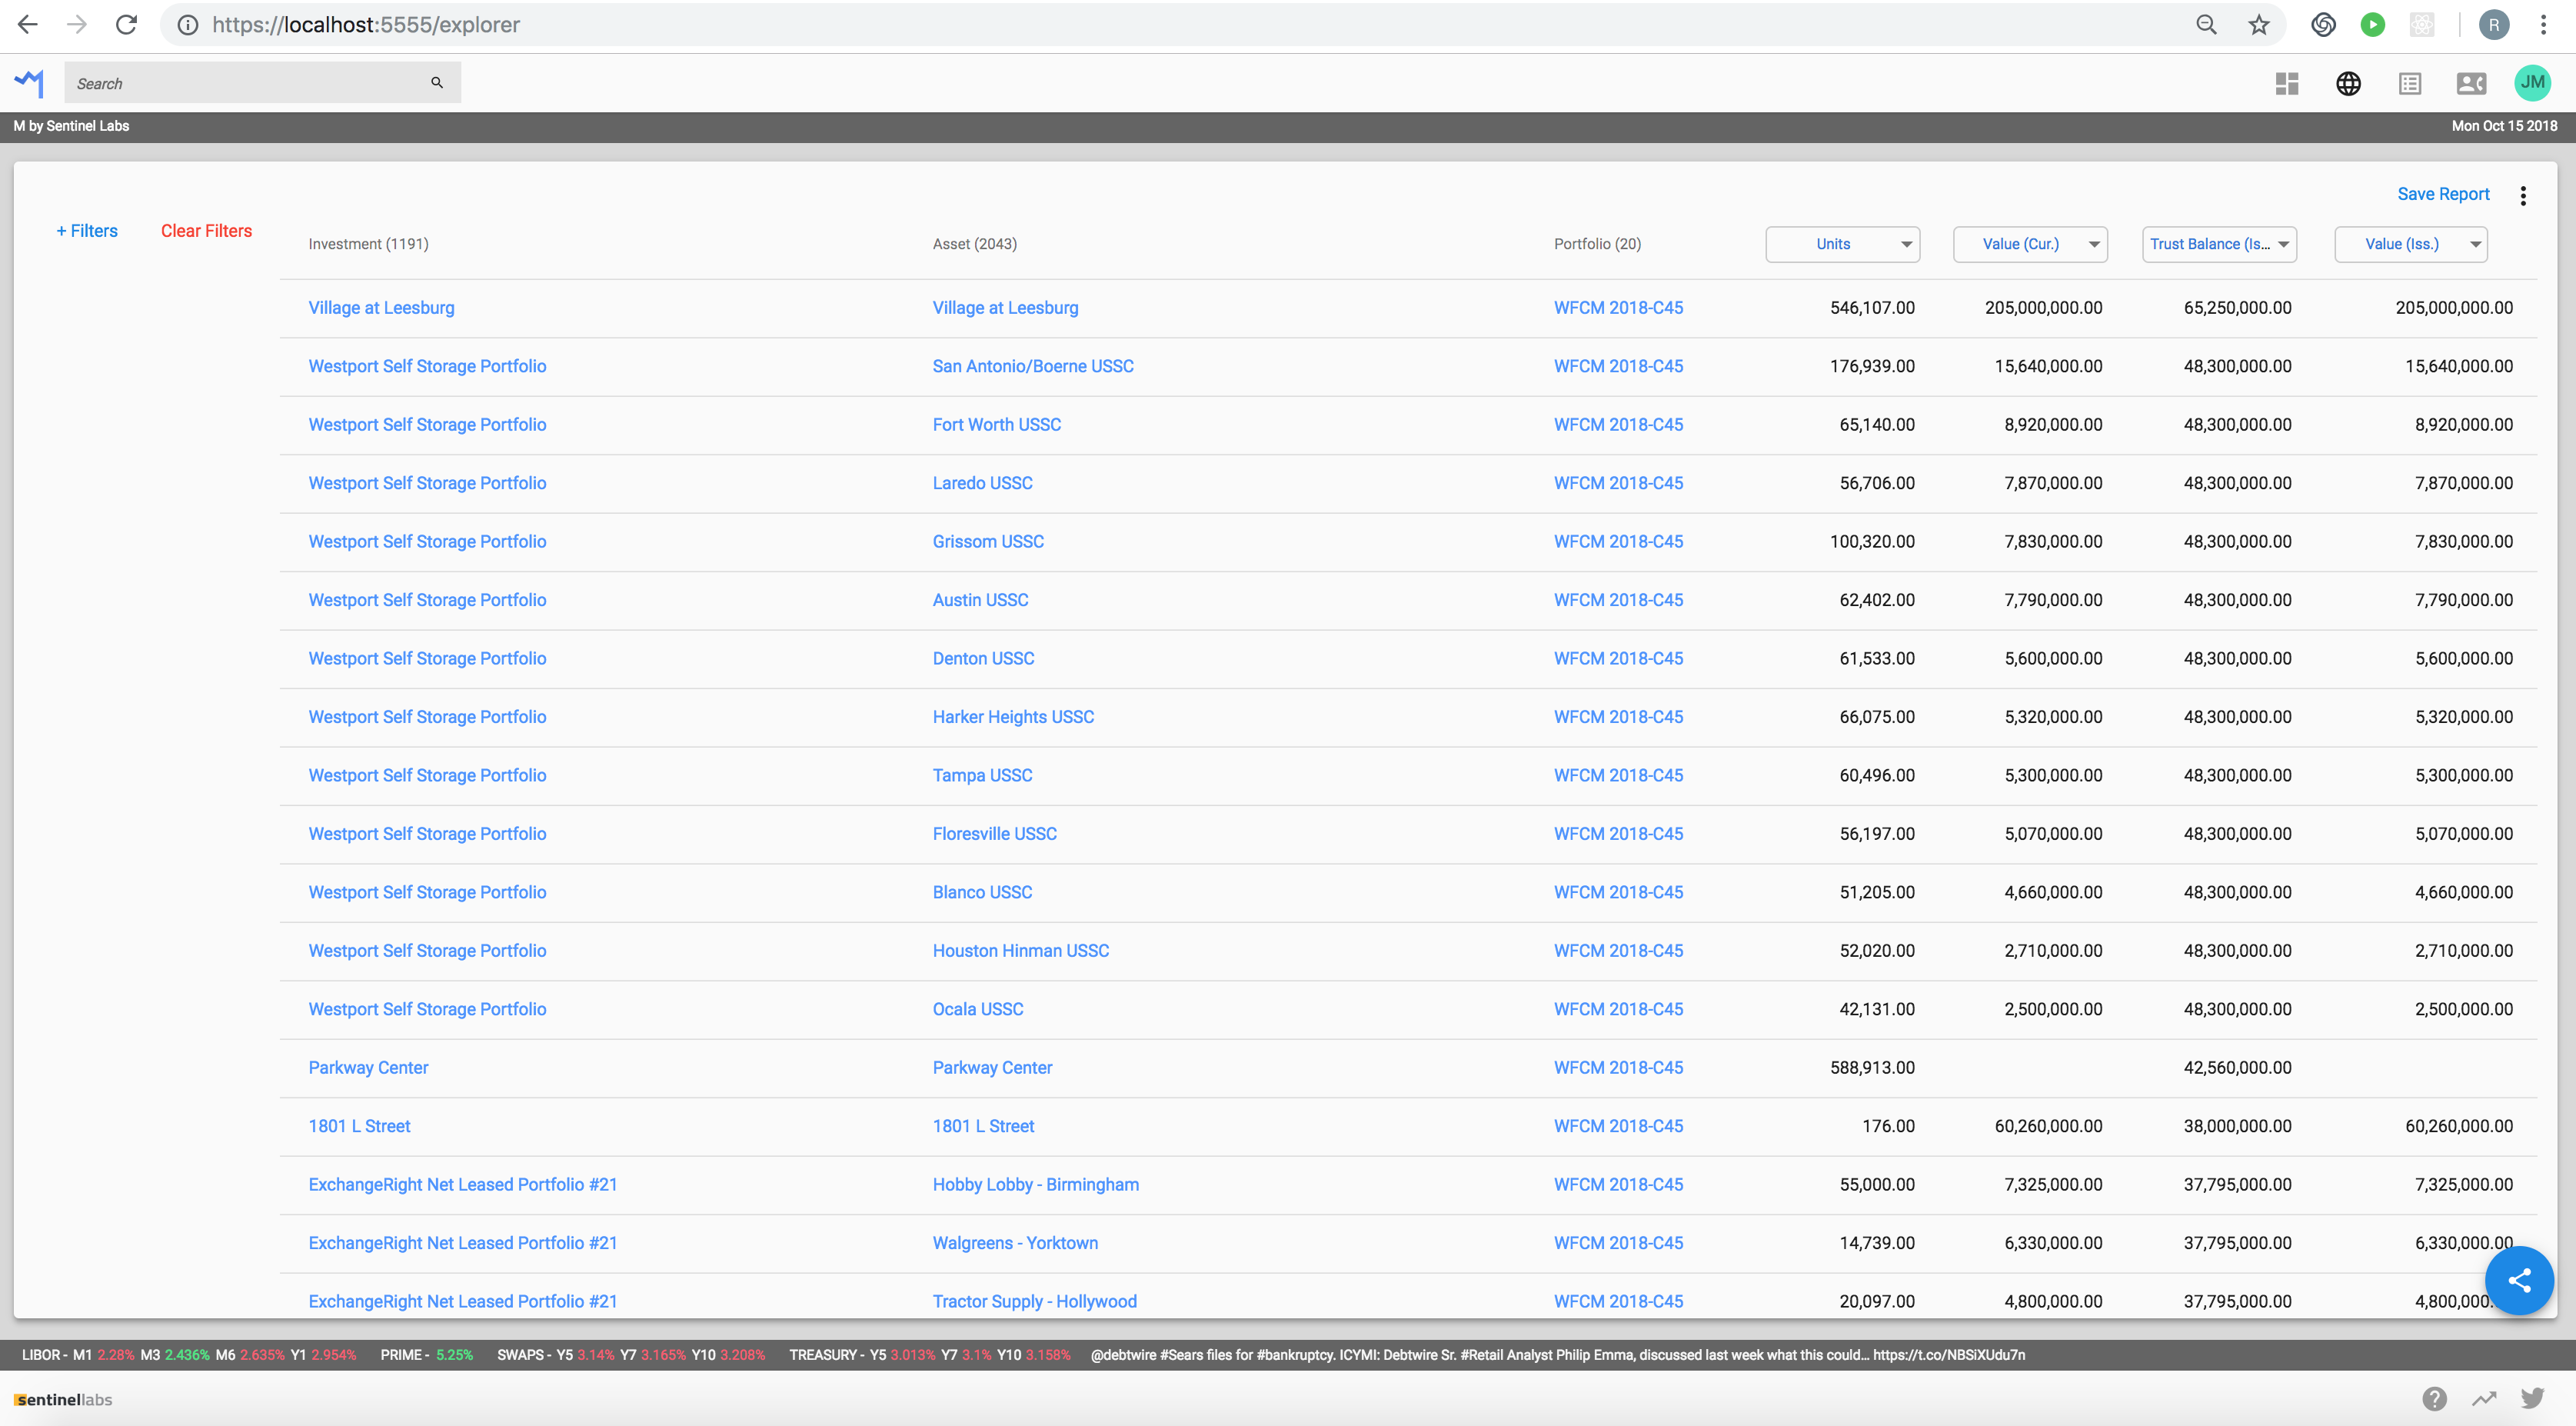 https://localhost:5555/explorer
R
Search
JM
M by Sentinel Labs Mon Oct 15 2018
Save Report
+ Filters Clear Filters
Investment (1191) Asset (2043) Portfolio (20) Units Value (Cur.) Trust Balance (Is... Value (Iss.)
Village at Leesburg Village at Leesburg WFCM 2018-C45 546,107.00 205,000,000.00 65,250,000.00 205,000,000.00
Westport Self Storage Portfolio San Antonio/Boerne USSC WFCM 2018-C45 176,939.00 15,640,000.00 48,300,000.00 15,640,000.00
Westport Self Storage Portfolio Fort Worth USSC WFCM 2018-C45 65,140.00 8,920,000.00 48,300,000.00 8,920,000.00
Westport Self Storage Portfolio Laredo USSC WFCM 2018-C45 56,706.00 7,870,000.00 48,300,000.00 7,870,000.00
Westport Self Storage Portfolio Grissom USSC WFCM 2018-C45 100,320.00 7,830,000.00 48,300,000.00 7,830,000.00
Westport Self Storage Portfolio Austin USSC WFCM 2018-C45 62,402.00 7,790,000.00 48,300,000.00 7,790,000.00
Westport Self Storage Portfolio Denton USSC WFCM 2018-C45 61,533.00 5,600,000.00 48,300,000.00 5,600,000.00
Westport Self Storage Portfolio Harker Heights USSC WFCM 2018-C45 66,075.00 5,320,000.00 48,300,000.00 5,320,000.00
Westport Self Storage Portfolio Tampa USSC WFCM 2018-C45 60,496.00 5,300,000.00 48,300,000.00 5,300,000.00
Westport Self Storage Portfolio Floresville USSC WFCM 2018-C45 56,197.00 5,070,000.00 48,300,000.00 5,070,000.00
Westport Self Storage Portfolio Blanco USSC WFCM 2018-C45 51,205.00 4,660,000.00 48,300,000.00 4,660,000.00
Westport Self Storage Portfolio Houston Hinman USSC WFCM 2018-C45 52,020.00 2,710,000.00 48,300,000.00 2,710,000.00
Westport Self Storage Portfolio Ocala USSC WFCM 2018-C45 42,131.00 2,500,000.00 48,300,000.00 2,500,000.00
Parkway Center Parkway Center WFCM 2018-C45 588,913.00 42,560,000.00
1801 L Street 1801 L Street WFCM 2018-C45 176.00 60,260,000.00 38,000,000.00 60,260,000.00
ExchangeRight Net Leased Portfolio #21 Hobby Lobby - Birmingham WFCM 2018-C45 55,000.00 7,325,000.00 37,795,000.00 7,325,000.00
ExchangeRight Net Leased Portfolio #21 Walgreens - Yorktown WFCM 2018-C45 14,739.00 6,330,000.00 37,795,000.00 6,330,000.00
ExchangeRight Net Leased Portfolio #21 Tractor Supply - Hollywood WFCM 2018-C45 20,097.00 4,800,000.00 37,795,000.00 4,800,000.
LIBOR - M1 2.28% M3 2.436% M6 2.635% Y1 2.954% PRIME - 5.25% SWAPS - Y5 3.14% Y7 3.165% Y10 3.208% TREASURY - Y5 3.013% Y7 3.1% Y10 3.158% @debtwire #Sears files for #bankruptcy. ICYMI: Debtwire Sr. #Retail Analyst Philip Emma, discussed last week what this could... https://t.co/NBSiXUdu7n
sentinellabs